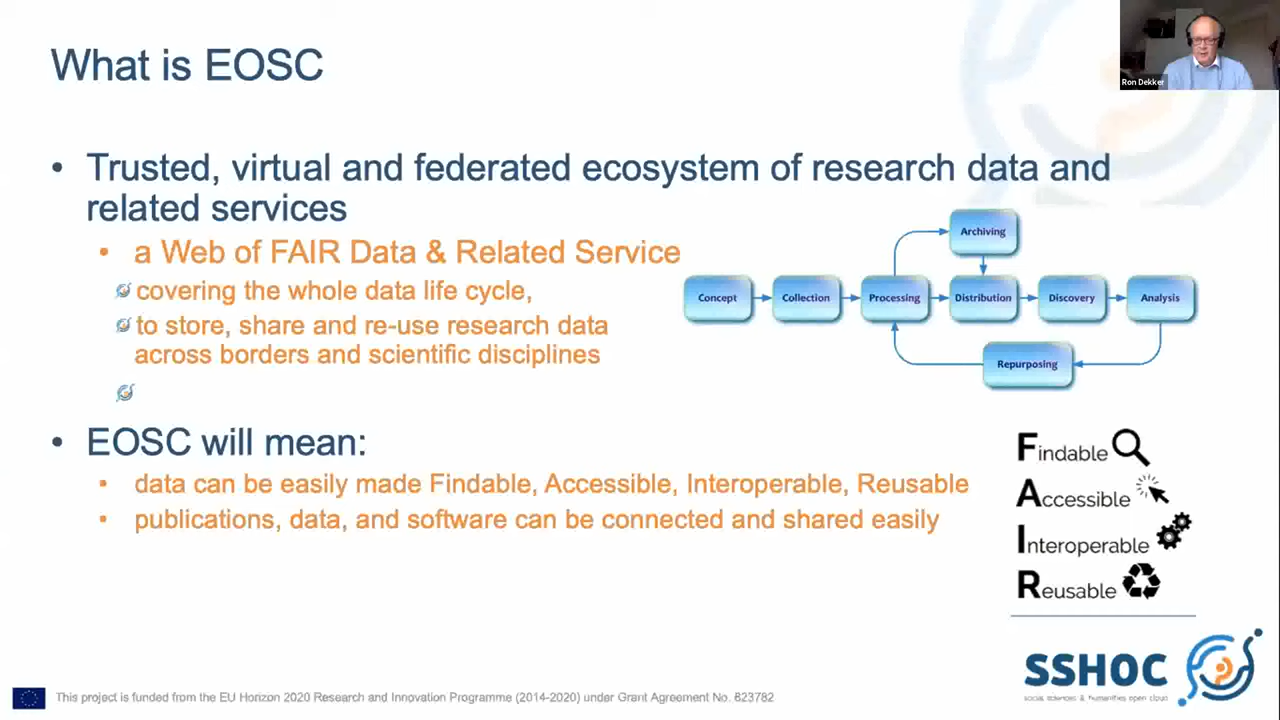 What is EOSC
Ron Dekker
• Trusted, virtual and federated ecosystem of research data and
related services
• a Web of FAIR Data & Related Service
covering the whole data life cycle,
to store, share and re-use research data
across borders and scientific disciplines
Archiving
Concept
Collection
Processing
Distribution
Discovery
Analysis
Repurposing
• EOSC will mean:
• data can be easily made Findable, Accessible, Interoperable, Reusable
• publications, data, and software can be connected and shared easily
Findable
Accessible
Interoperable
Reusable
SSHOC
social sciences & humanities open cloud
This project is funded from the EU Horizon 2020 Research and Innovation Programme (2014-2020) under Grant Agreement No. 823782